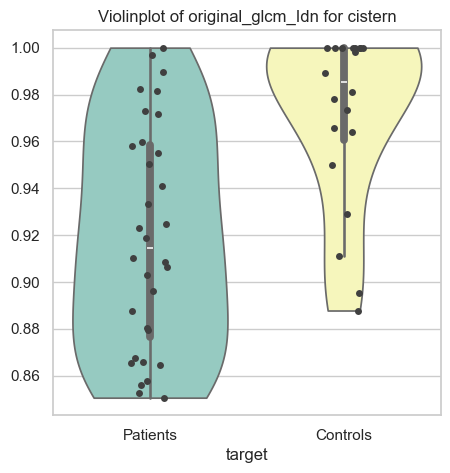 Violinplot of original_glcm_Idn for cistern
1.00
0.98
0.96
0.94
0.92
0.90
0.88
0.86
Patients Controls
target